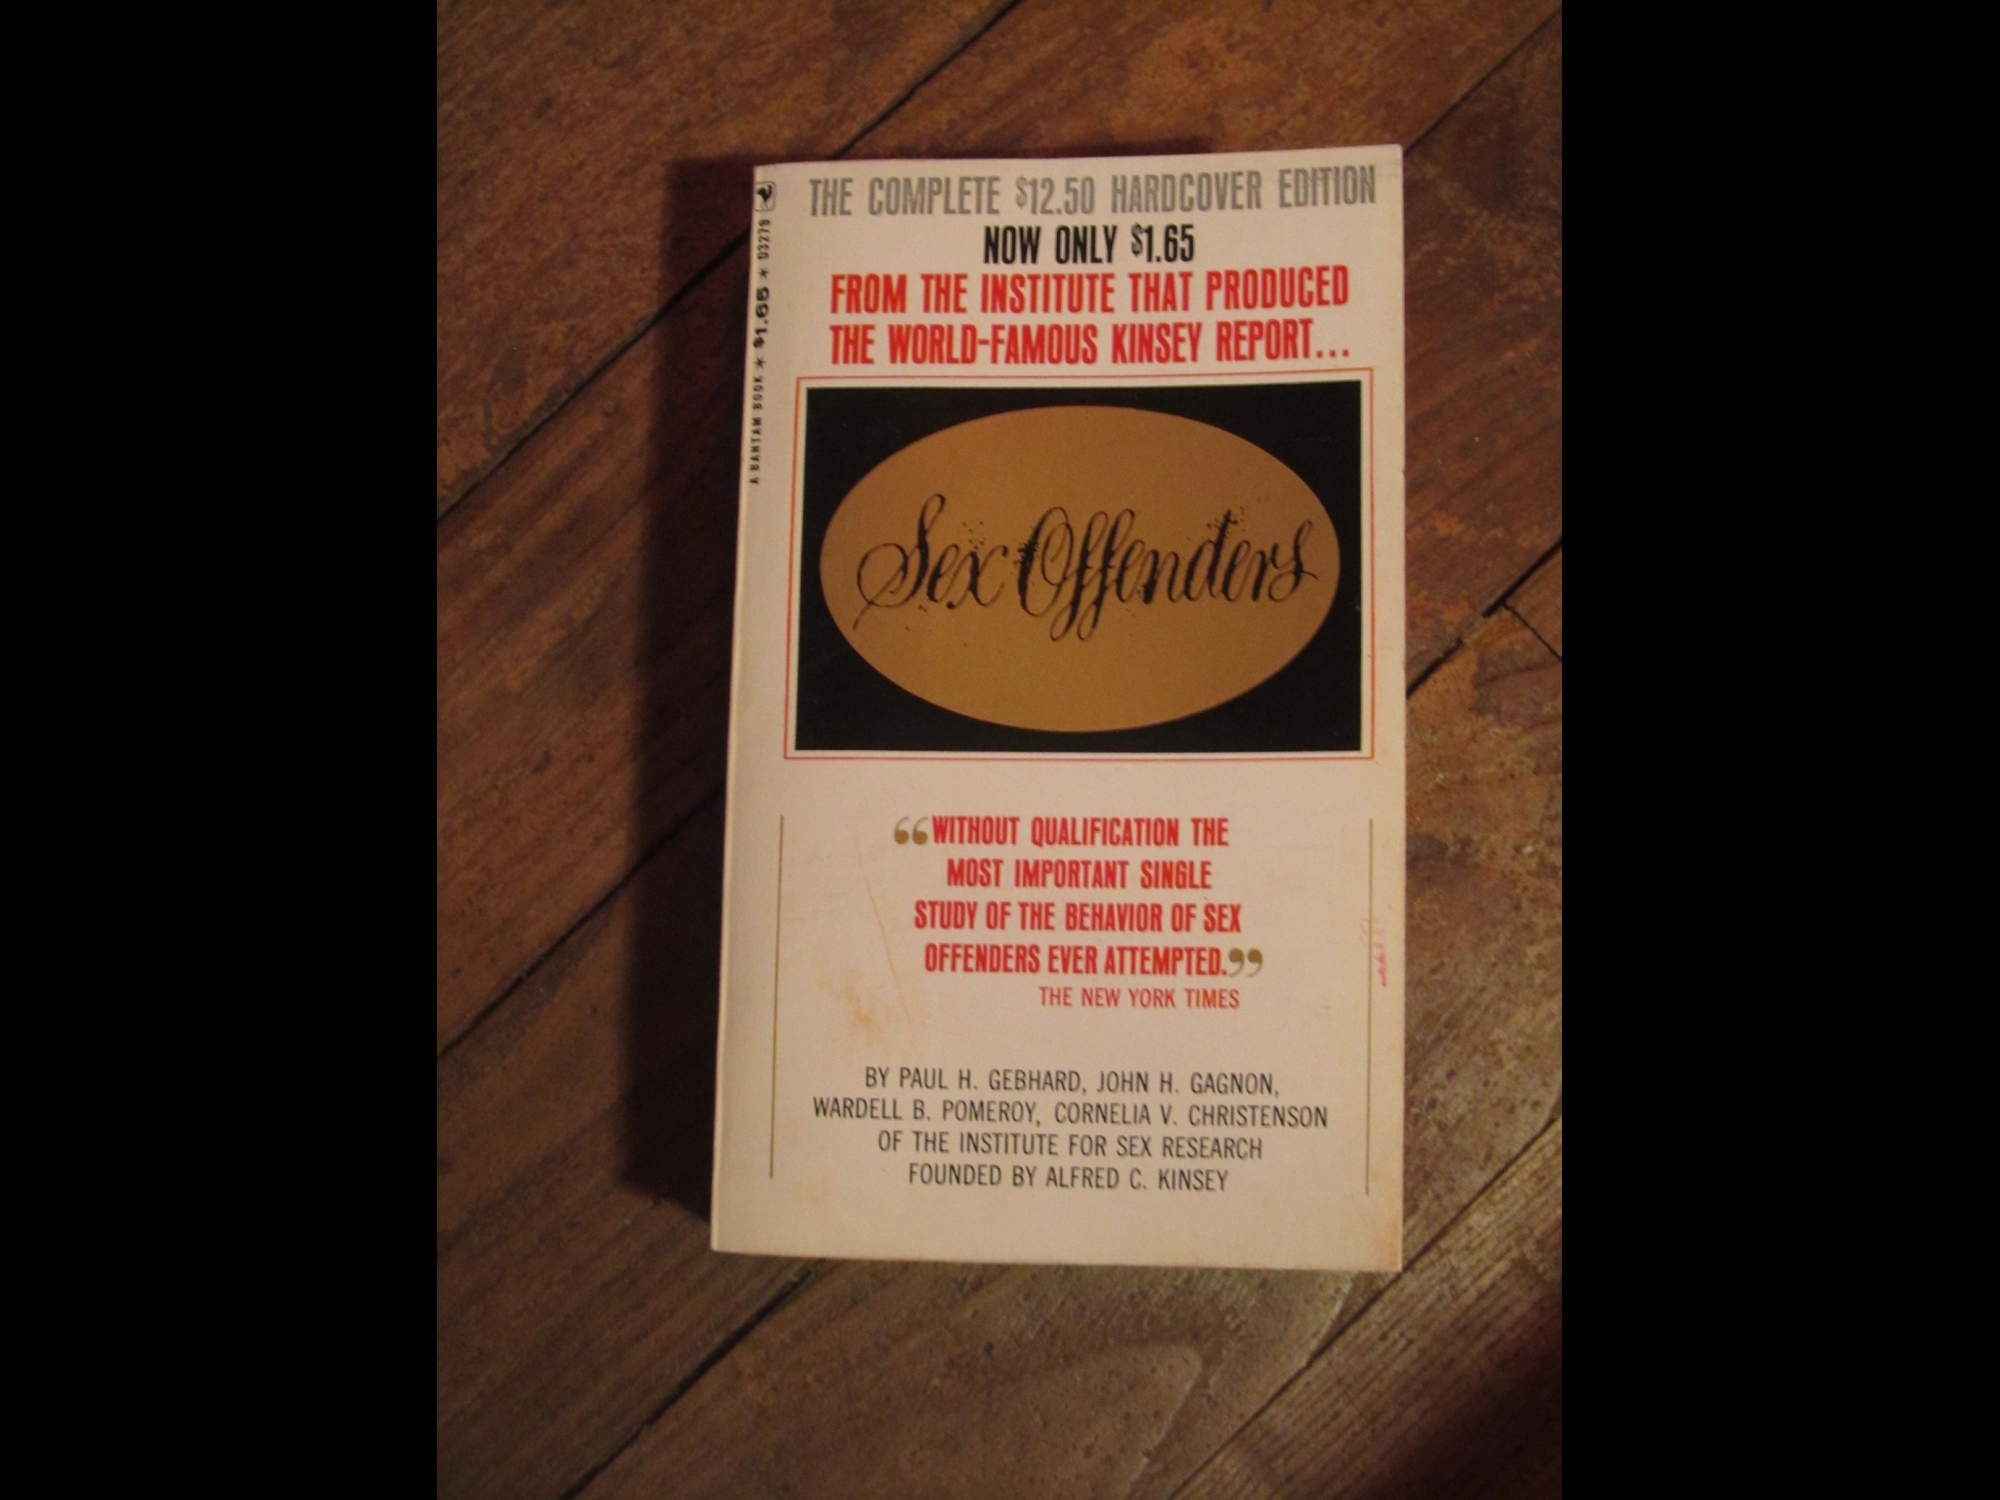 THE COMPLETE $12.50 HARDCOVER EDITION
NOW ONLY $1.65
FROM THE INSTITUTE THAT PRODUCED
THE WORLD-FAMOUS KINSEY REPORT...
Sex Offenders
“WITHOUT QUALIFICATION THE
MOST IMPORTANT SINGLE
STUDY OF THE BEHAVIOR OF SEX
OFFENDERS EVER ATTEMPTED.”
THE NEW YORK TIMES
BY PAUL H. GEBHARD, JOHN H. GAGNON,
WARDELL B. POMEROY, CORNELIA V. CHRISTENSON
OF THE INSTITUTE FOR SEX RESEARCH
FOUNDED BY ALFRED C. KINSEY
A BANTAM BOOK * $1.65 * D3279